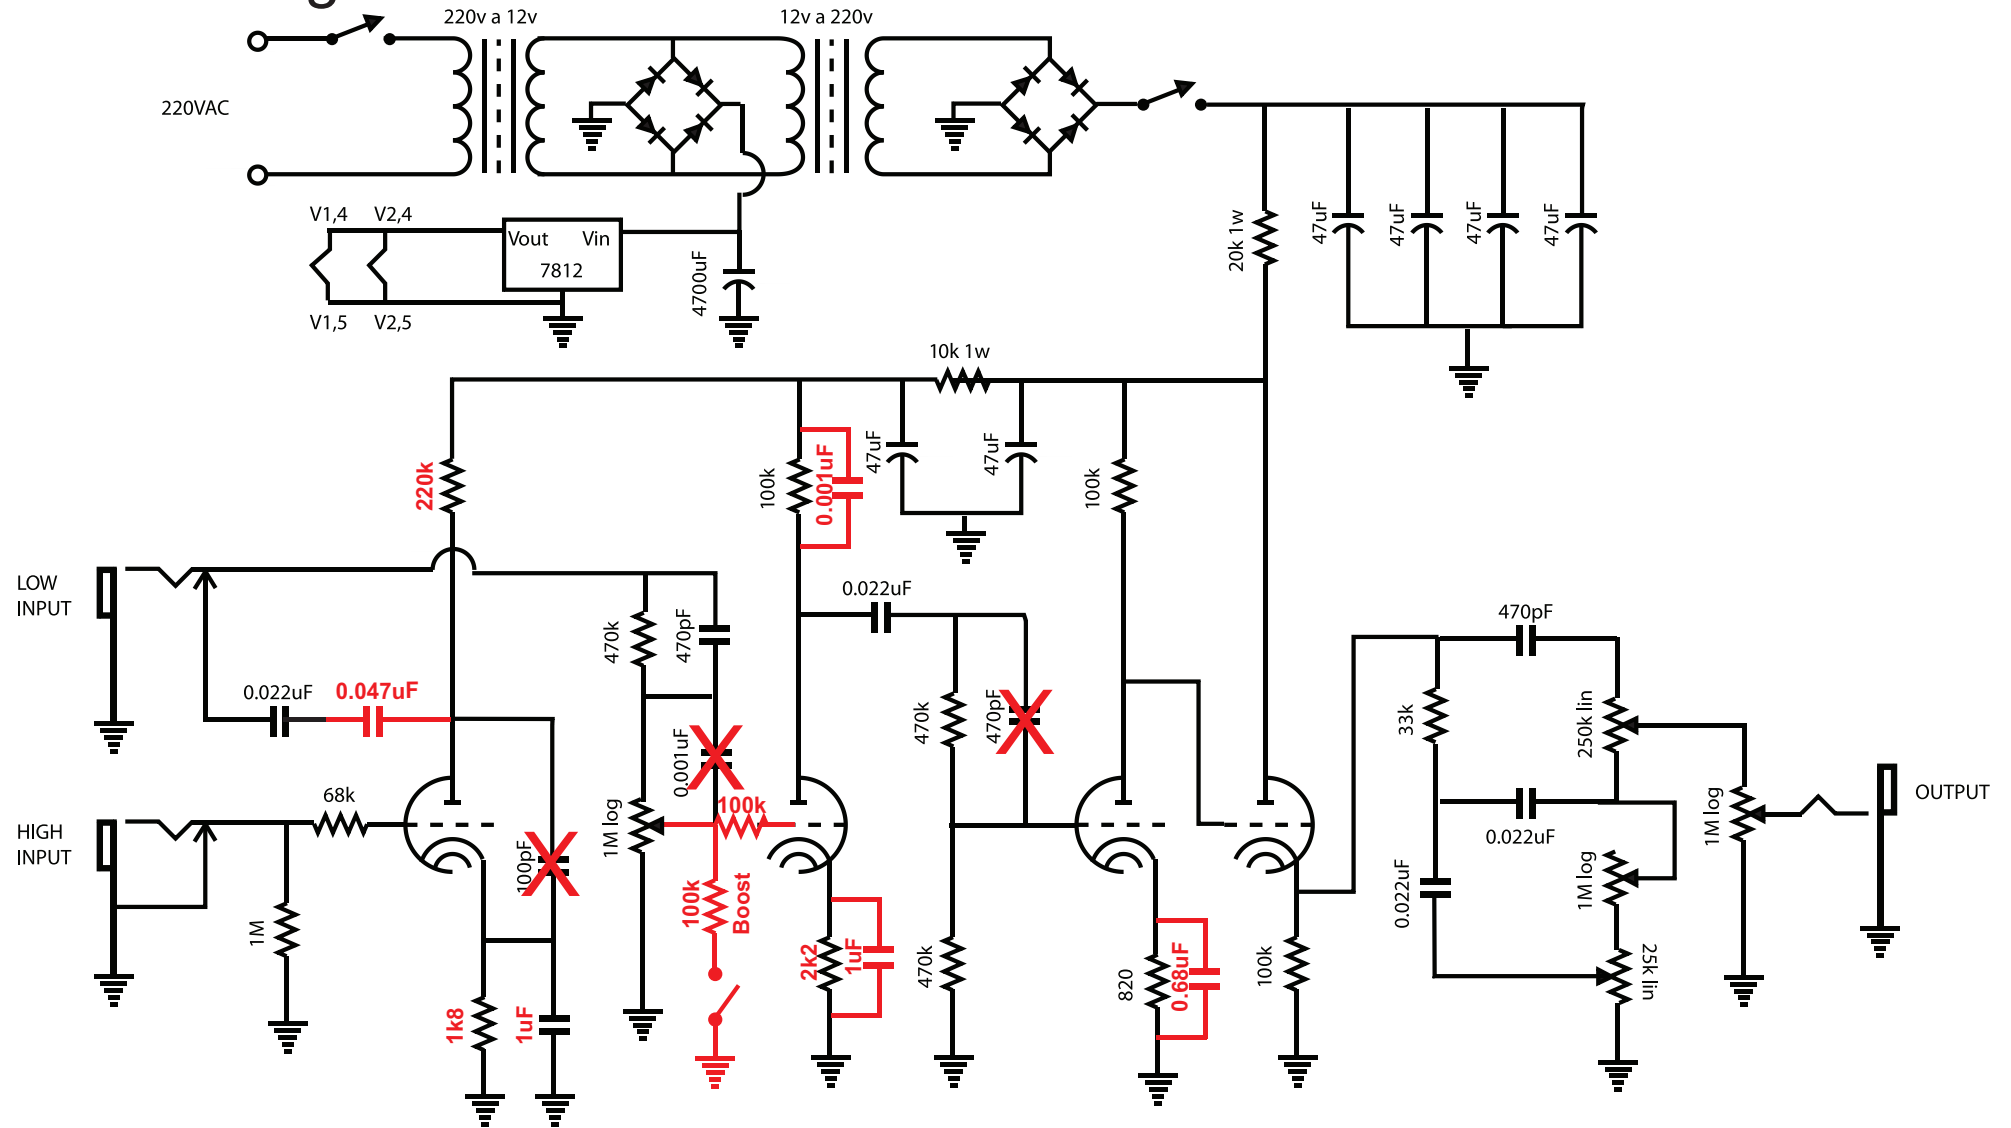 220v a 12v
12v a 220v
220VAC
V1,4
V2,4
Vout
Vin
7812
V1,5
V2,5
4700uF
20k 1w
47uF
47uF
47uF
47uF
10k 1w
220k
100k
0.001uF
47uF
47uF
100k
LOW
INPUT
0.022uF
0.047uF
470k
470pF
0.022uF
470pF
33k
250k lin
470k
470pF
0.001uF
HIGH
INPUT
68k
100pF
1M log
100k
0.022uF
1M log
OUTPUT
1M
100k
Boost
1M log
0.022uF
1k8
1uF
2k2
1uF
470k
820
0.68uF
100k
25k lin